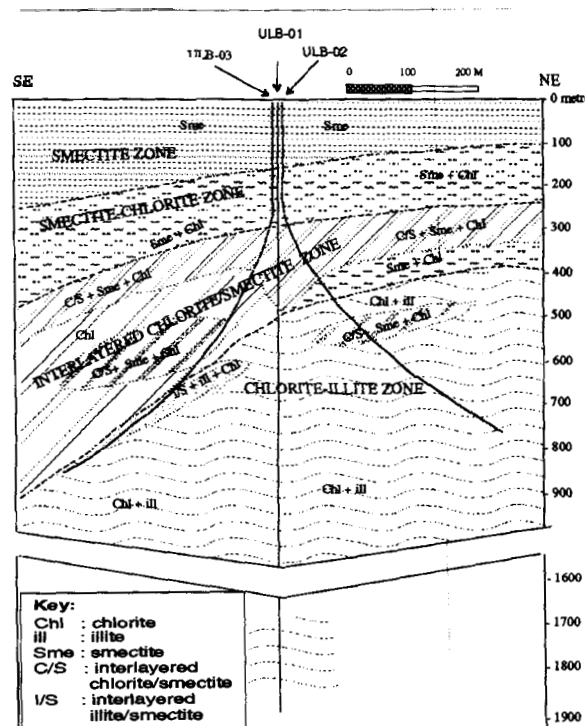 ULB-01
ULB-03 ULB-02
SE NE
0 100 200 M
0 metre
Sme Sme
SMECTITE ZONE
100
Sme + Chl
200
SMECTITE-CHLORITE ZONE
Sme + Chl
C/S + Sme + Chl
300
Sme + Chl
C/S + Sme + Chl
400
INTERLAYERED CHLORITE/SMECTITE ZONE
Chl
Chl + ill
C/S + Sme + Chl
500
C/S + Sme + Chl
600
I/S + ill + Chl
CHLORITE-ILLITE ZONE
700
800
Chl + ill
Chl + ill
900
1600
1700
1800
1900
Key:
Chl : chlorite
ill : illite
Sme : smectite
C/S : interlayered
chlorite/smectite
I/S : interlayered
illite/smectite